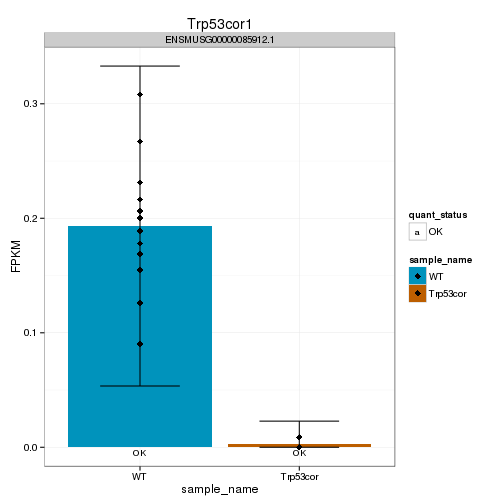 Trp53cor1
ENSMUSG00000085912.1
FPKM
0.3
0.2
0.1
0.0
OK
OK
WT
Trp53cor
sample_name
quant_status
a OK
sample_name
WT
Trp53cor